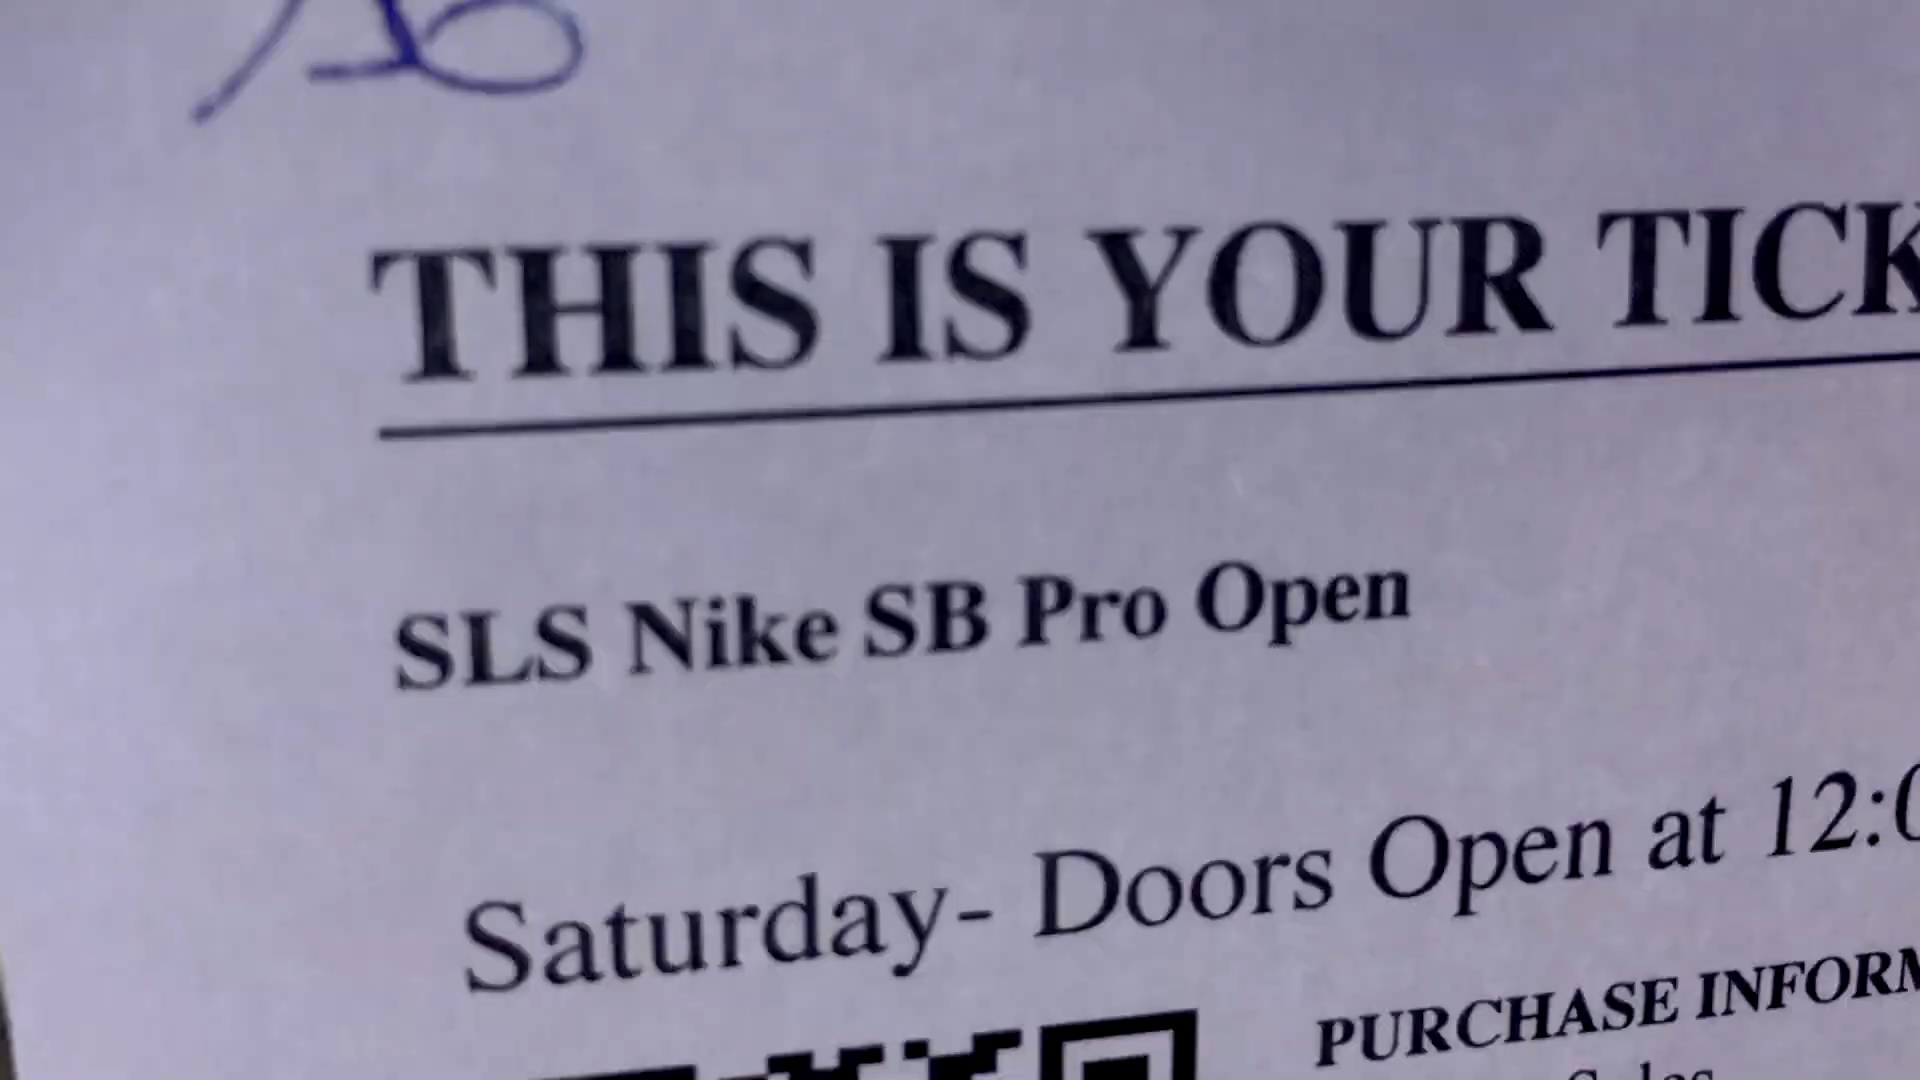 THIS IS YOUR TICK
SLS Nike SB Pro Open
Saturday- Doors Open at 12:0
PURCHASE INFORM